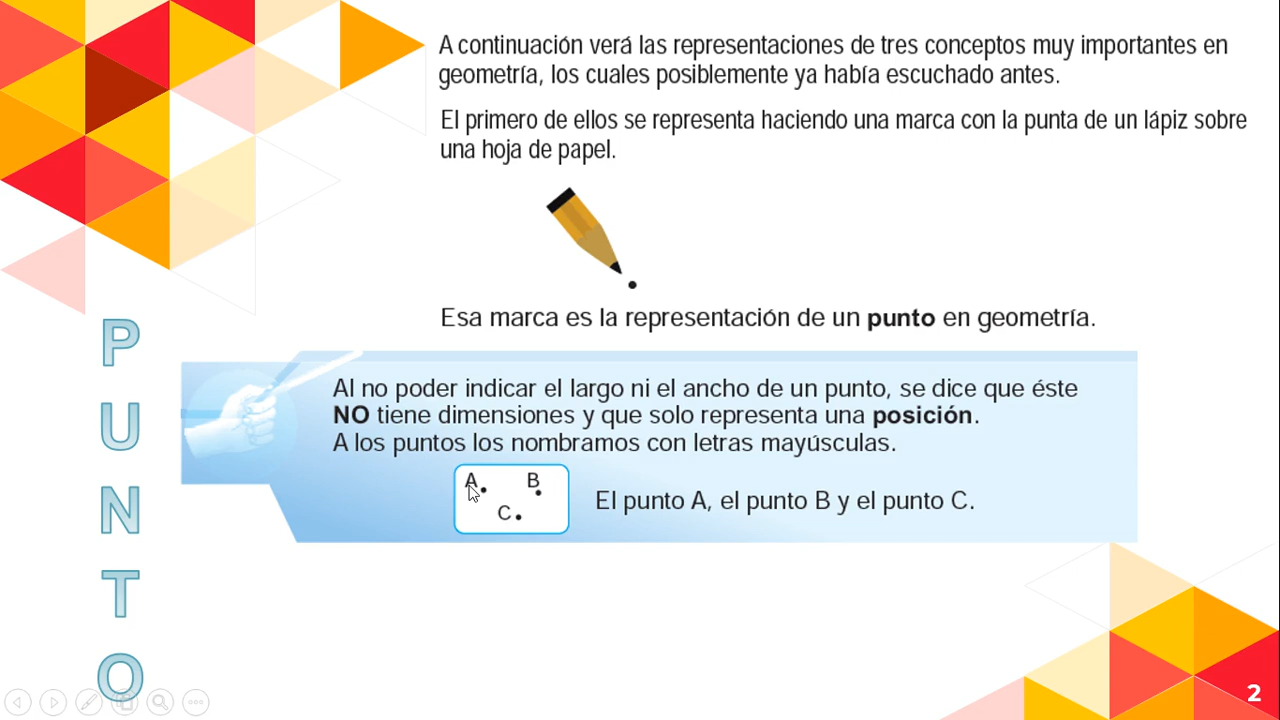 A continuación verá las representaciones de tres conceptos muy importantes en
geometría, los cuales posiblemente ya había escuchado antes.
El primero de ellos se representa haciendo una marca con la punta de un lápiz sobre
una hoja de papel.
Esa marca es la representación de un punto en geometría.
P
U
N
T
O
Al no poder indicar el largo ni el ancho de un punto, se dice que éste
NO tiene dimensiones y que solo representa una posición.
A los puntos los nombramos con letras mayúsculas.
A B
C
El punto A, el punto B y el punto C.
2